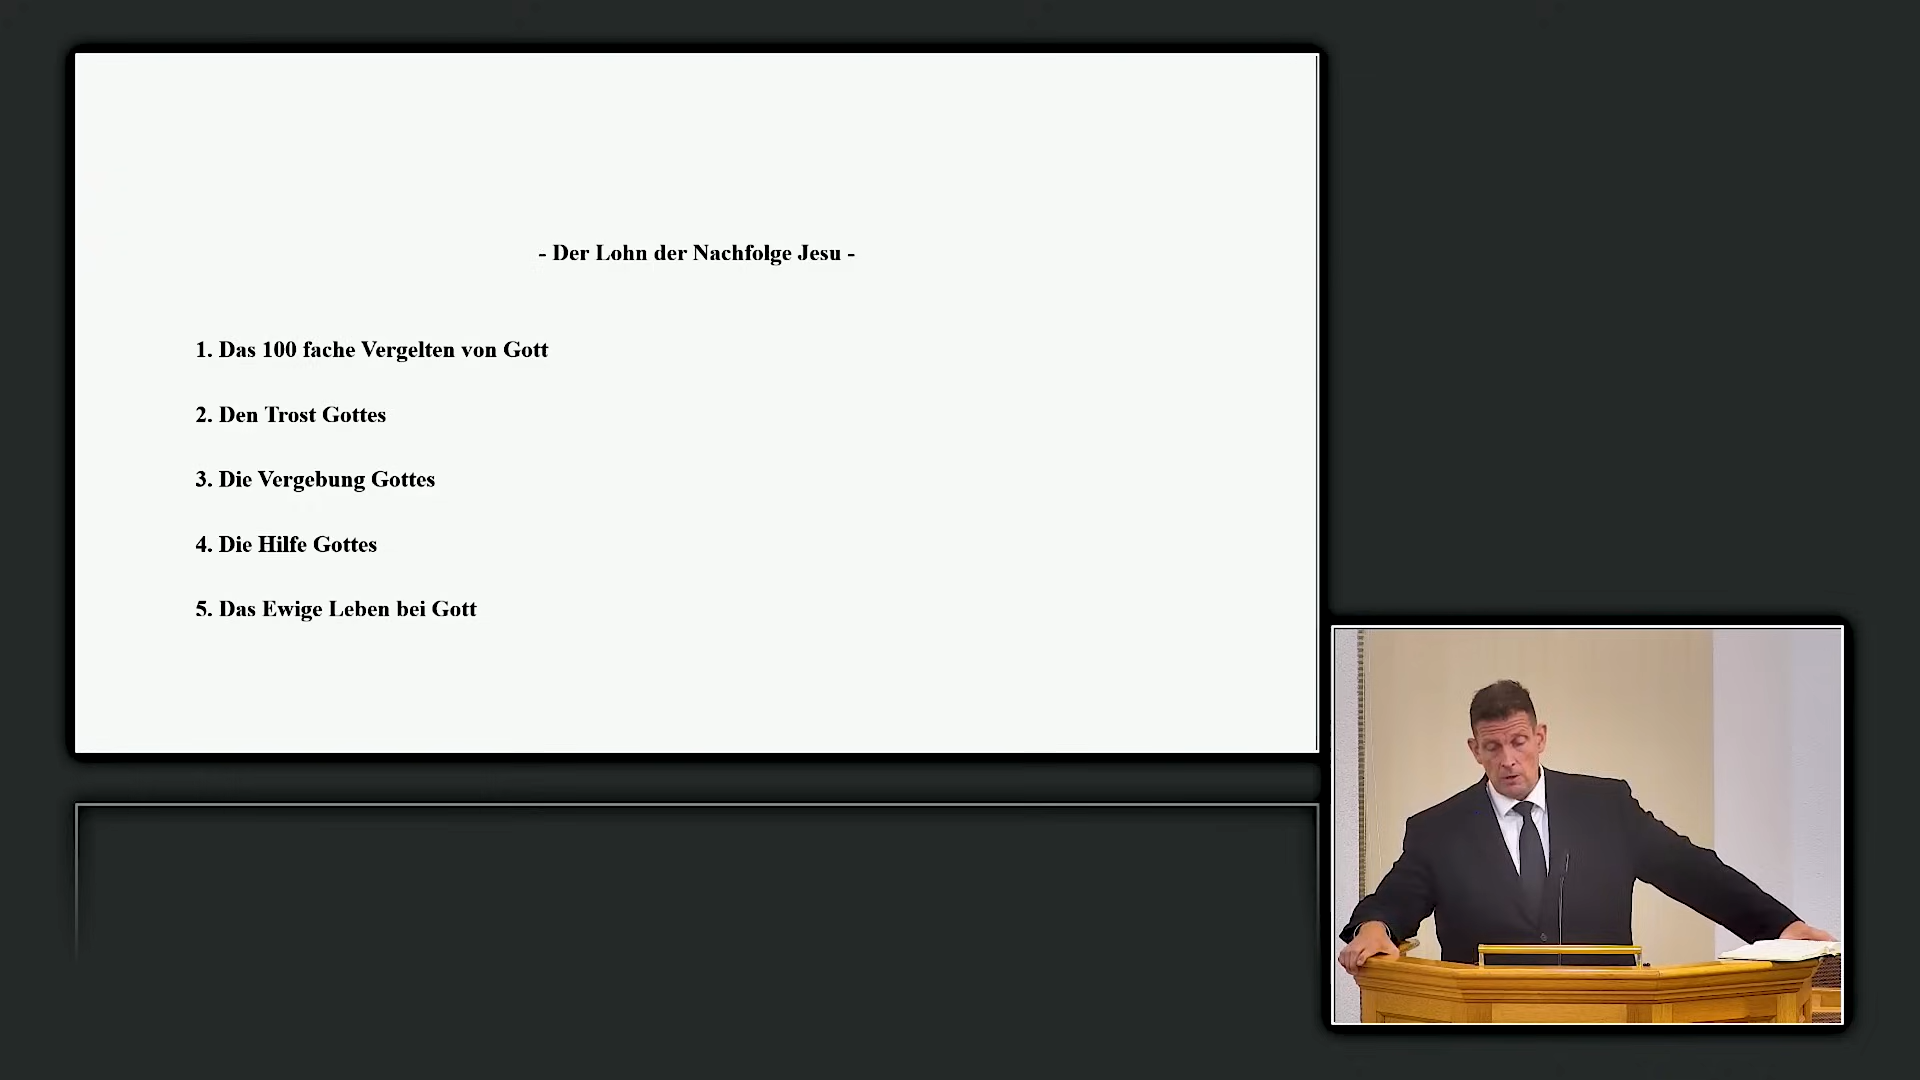 - Der Lohn der Nachfolge Jesu -
1. Das 100 fache Vergelten von Gott
2. Den Trost Gottes
3. Die Vergebung Gottes
4. Die Hilfe Gottes
5. Das Ewige Leben bei Gott